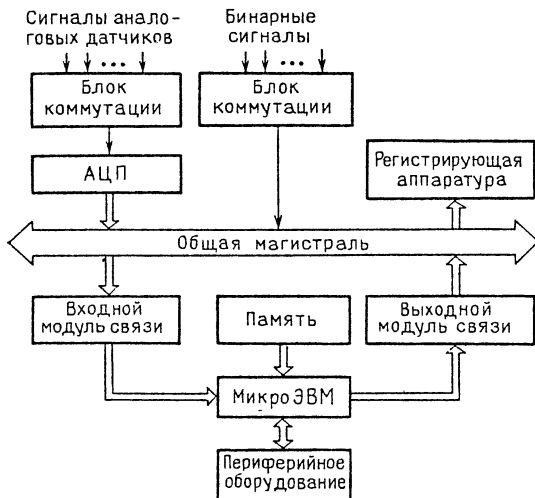 Сигналы анало-
говых датчиков
Бинарные
сигналы
Блок
коммутации
Блок
коммутации
АЦП
Регистрирующая
аппаратура
Общая магистраль
Входной
модуль связи
Память
Выходной
модуль связи
МикроЭВМ
Периферийное
оборудование